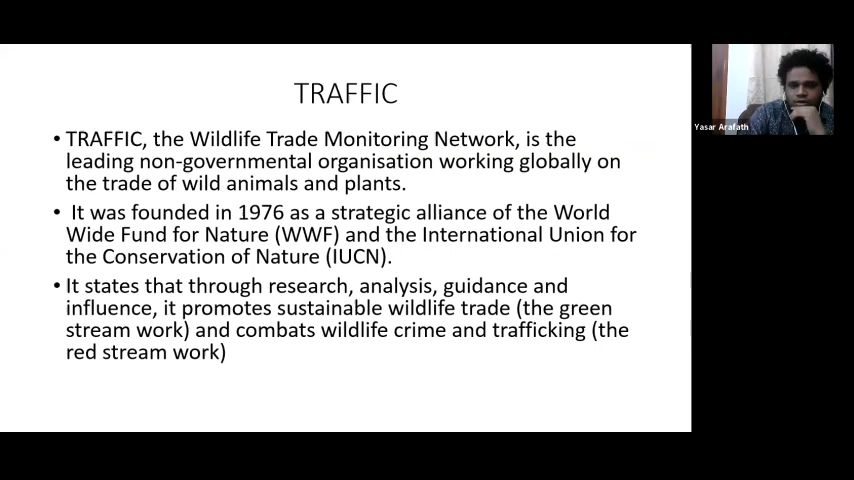 TRAFFIC
• TRAFFIC, the Wildlife Trade Monitoring Network, is the
leading non-governmental organisation working globally on
the trade of wild animals and plants.
• It was founded in 1976 as a strategic alliance of the World
Wide Fund for Nature (WWF) and the International Union for
the Conservation of Nature (IUCN).
• It states that through research, analysis, guidance and
influence, it promotes sustainable wildlife trade (the green
stream work) and combats wildlife crime and trafficking (the
red stream work)
Yasar Arafath